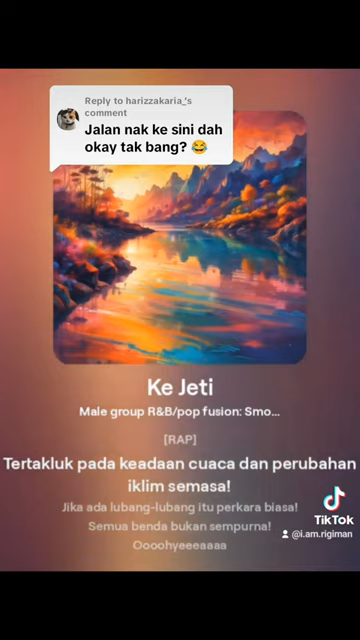 Reply to harizzakaria_'s
comment
Jalan nak ke sini dah
okay tak bang? 😂
Ke Jeti
Male group R&B/pop fusion: Smo...
[RAP]
Tertakluk pada keadaan cuaca dan perubahan
iklim semasa!
Jika ada lubang-lubang itu perkara biasa!
Semua benda bukan sempurna!
Oooohyeeeaaaa
TikTok
@i.am.rigiman